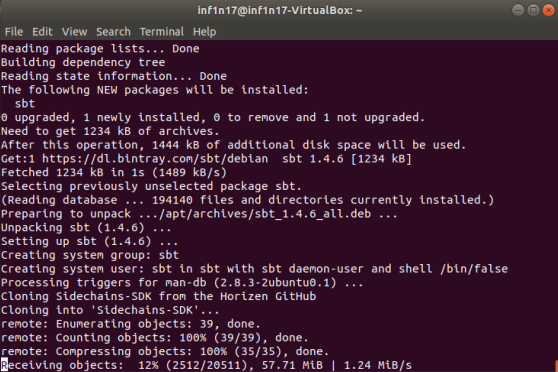 inf1n17@inf1n17-VirtualBox: ~
File Edit View Search Terminal Help
Reading package lists... Done
Building dependency tree
Reading state information... Done
The following NEW packages will be installed:
  sbt
0 upgraded, 1 newly installed, 0 to remove and 1 not upgraded.
Need to get 1234 kB of archives.
After this operation, 1444 kB of additional disk space will be used.
Get:1 https://dl.bintray.com/sbt/debian  sbt 1.4.6 [1234 kB]
Fetched 1234 kB in 1s (1489 kB/s)
Selecting previously unselected package sbt.
(Reading database ... 194140 files and directories currently installed.)
Preparing to unpack .../apt/archives/sbt_1.4.6_all.deb ...
Unpacking sbt (1.4.6) ...
Setting up sbt (1.4.6) ...
Creating system group: sbt
Creating system user: sbt in sbt with sbt daemon-user and shell /bin/false
Processing triggers for man-db (2.8.3-2ubuntu0.1) ...
Cloning Sidechains-SDK from the Horizen GitHub
Cloning into 'Sidechains-SDK'...
remote: Enumerating objects: 39, done.
remote: Counting objects: 100% (39/39), done.
remote: Compressing objects: 100% (35/35), done.
Receiving objects:  12% (2512/20511), 57.71 MiB | 1.24 MiB/s